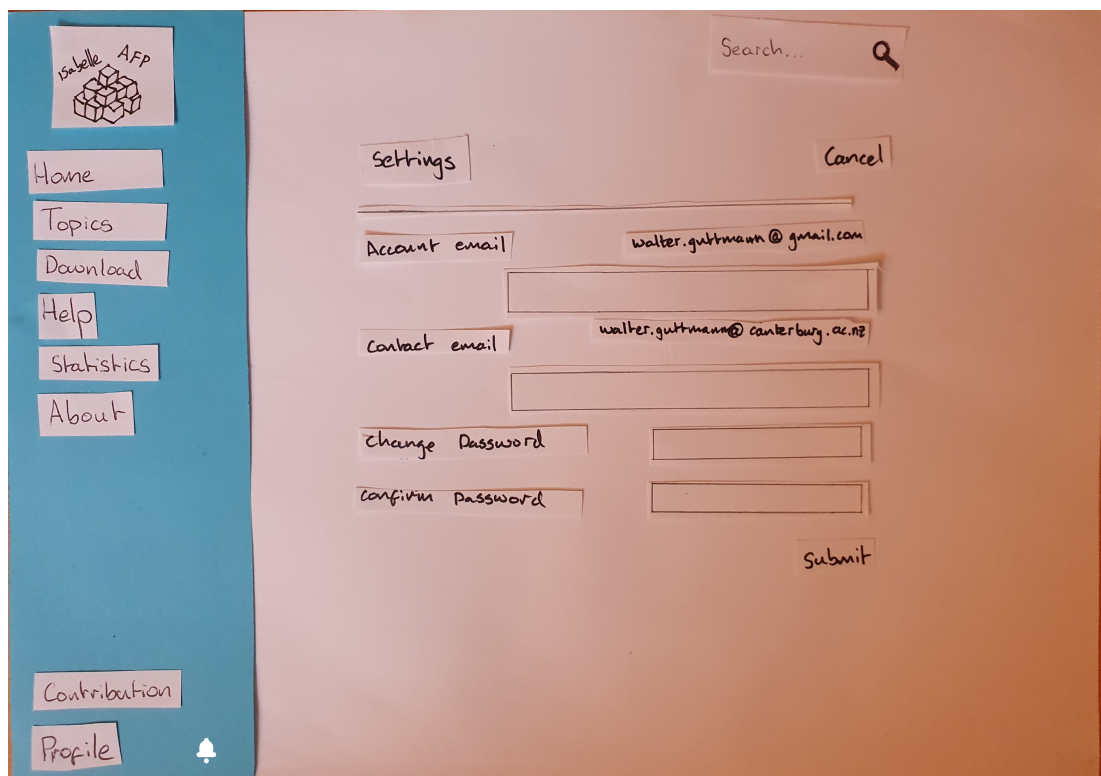 Isabelle AFP
Home
Topics
Download
Help
Statistics
About
Contribution
Profile
Search...
Settings
Cancel
Account email
walter.guttmann@gmail.com
Contact email
walter.guttmann@canterbury.ac.nz
Change Password
Confirm Password
Submit